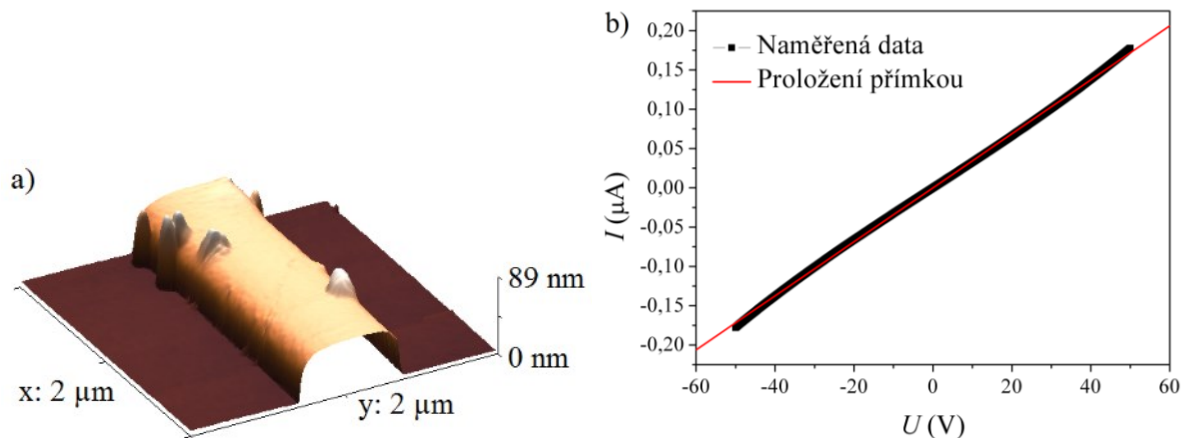 a)
89 nm
0 nm
x: 2 µm
y: 2 µm
b)
Naměřená data
Proložení přímkou
I (µA)
0,20
0,15
0,10
0,05
0,00
-0,05
-0,10
-0,15
-0,20
-60
-40
-20
0
20
40
60
U (V)